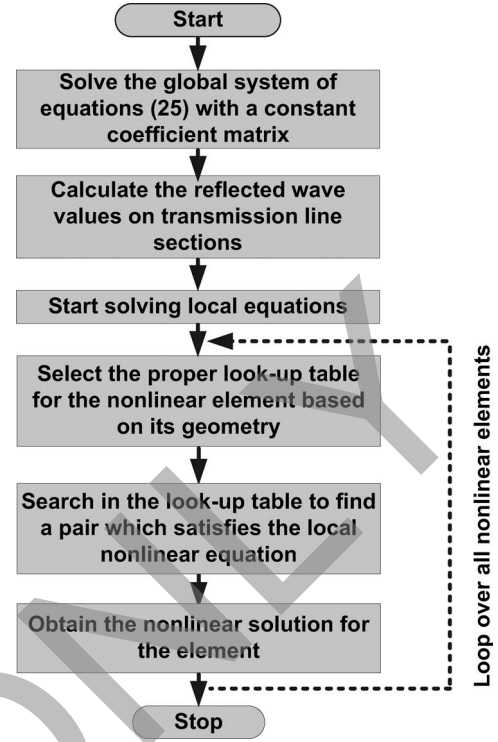 Start
Solve the global system of
equations (25) with a constant
coefficient matrix
Calculate the reflected wave
values on transmission line
sections
Start solving local equations
Select the proper look-up table
for the nonlinear element based
on its geometry
Search in the look-up table to find
a pair which satisfies the local
nonlinear equation
Obtain the nonlinear solution for
the element
Stop
Loop over all nonlinear elements
ONLY